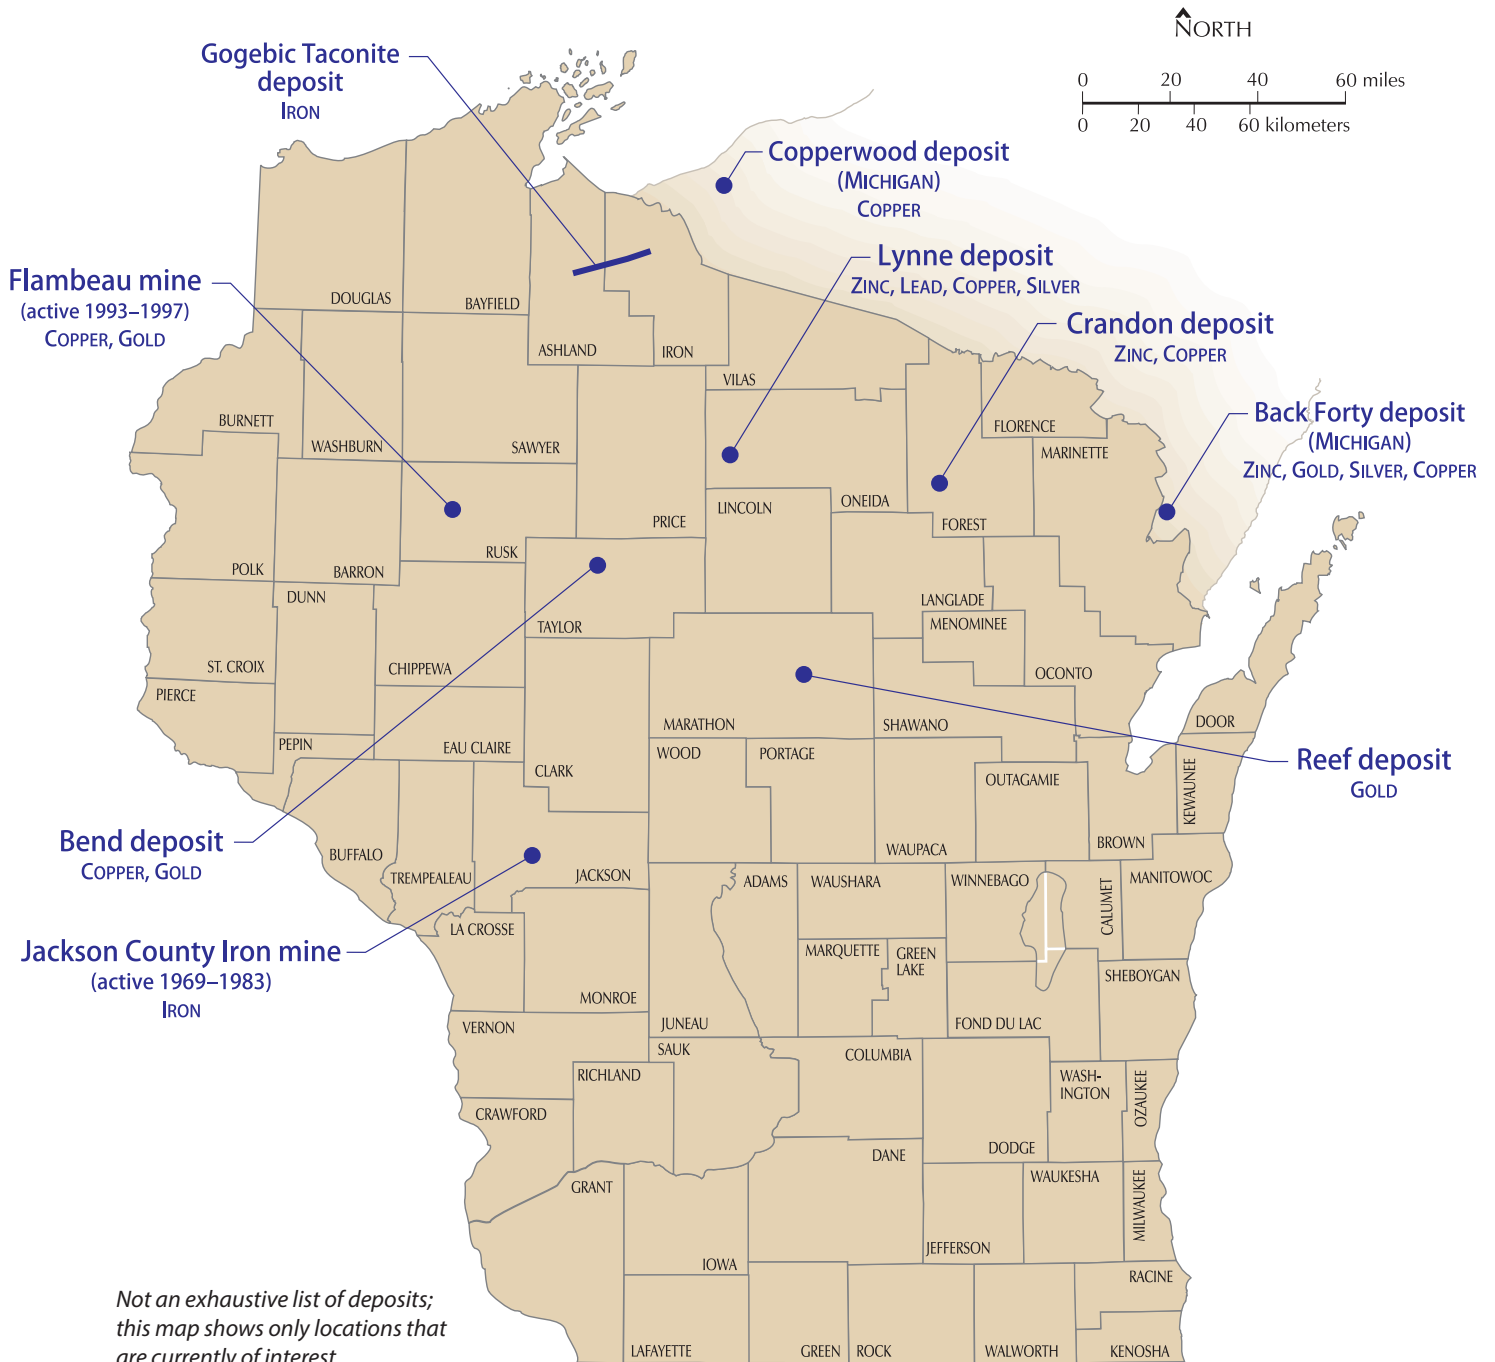 NORTH
0 20 40 60 miles
0 20 40 60 kilometers
Gogebic Taconite
deposit
IRON
Copperwood deposit
(MICHIGAN)
COPPER
Lynne deposit
ZINC, LEAD, COPPER, SILVER
Flambeau mine
(active 1993–1997)
COPPER, GOLD
Crandon deposit
ZINC, COPPER
Back Forty deposit
(MICHIGAN)
ZINC, GOLD, SILVER, COPPER
Reef deposit
GOLD
Bend deposit
COPPER, GOLD
Jackson County Iron mine
(active 1969–1983)
IRON
DOUGLAS
BAYFIELD
ASHLAND
IRON
VILAS
BURNETT
WASHBURN
SAWYER
FLORENCE
MARINETTE
PRICE
LINCOLN
ONEIDA
FOREST
RUSK
POLK
BARRON
DUNN
TAYLOR
LANGLADE
MENOMINEE
ST. CROIX
CHIPPEWA
OCONTO
PIERCE
MARATHON
SHAWANO
DOOR
PEPIN
EAU CLAIRE
CLARK
WOOD
PORTAGE
OUTAGAMIE
KEWAUNEE
BUFFALO
TREMPEALEAU
JACKSON
WAUPACA
BROWN
ADAMS
WAUSHARA
WINNEBAGO
CALUMET
MANITOWOC
LA CROSSE
MONROE
MARQUETTE
GREEN
LAKE
SHEBOYGAN
VERNON
JUNEAU
FOND DU LAC
SAUK
COLUMBIA
RICHLAND
WASH-
INGTON
OZAUKEE
CRAWFORD
DODGE
DANE
GRANT
WAUKESHA
MILWAUKEE
IOWA
JEFFERSON
RACINE
LAFAYETTE
GREEN
ROCK
WALWORTH
KENOSHA
Not an exhaustive list of deposits;
this map shows only locations that
are currently of interest